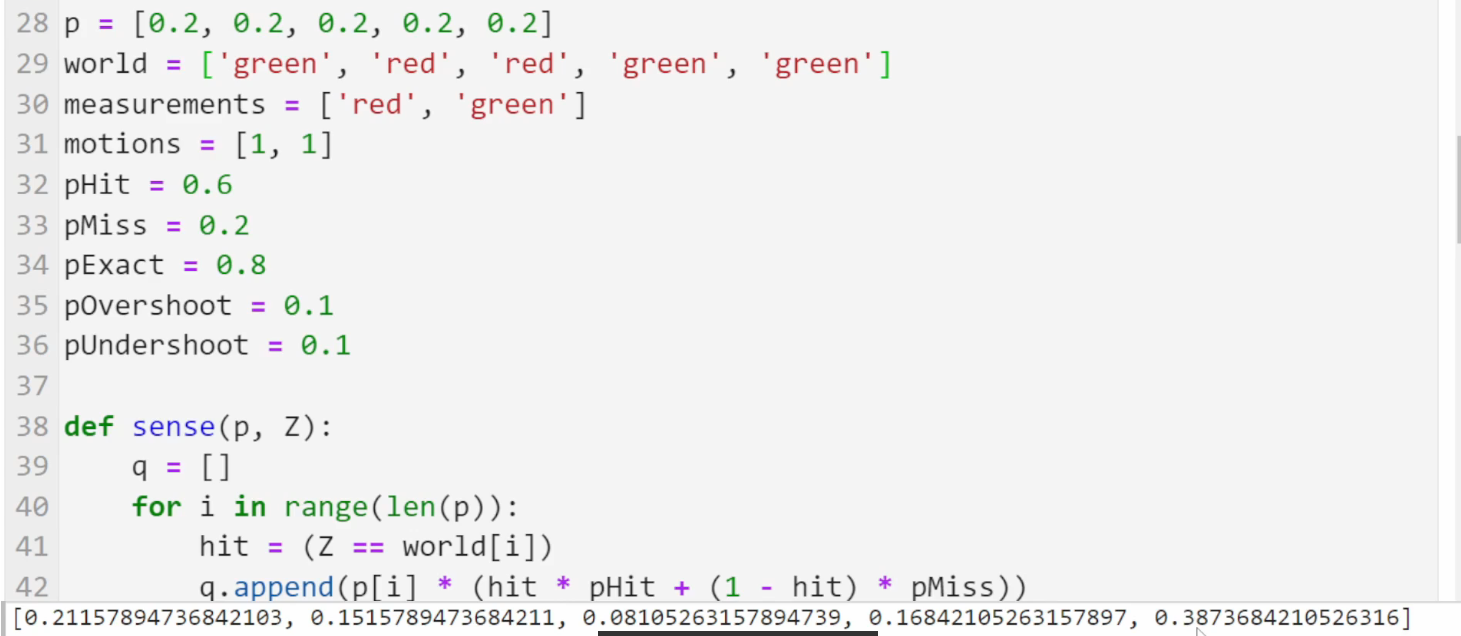 28 p = [0.2, 0.2, 0.2, 0.2, 0.2]
29 world = ['green', 'red', 'red', 'green', 'green']
30 measurements = ['red', 'green']
31 motions = [1, 1]
32 pHit = 0.6
33 pMiss = 0.2
34 pExact = 0.8
35 pOvershoot = 0.1
36 pUndershoot = 0.1
37
38 def sense(p, Z):
39     q = []
40     for i in range(len(p)):
41         hit = (Z == world[i])
42         q.append(p[i] * (hit * pHit + (1 - hit) * pMiss))
[0.21157894736842103, 0.1515789473684211, 0.08105263157894739, 0.16842105263157897, 0.3873684210526316]